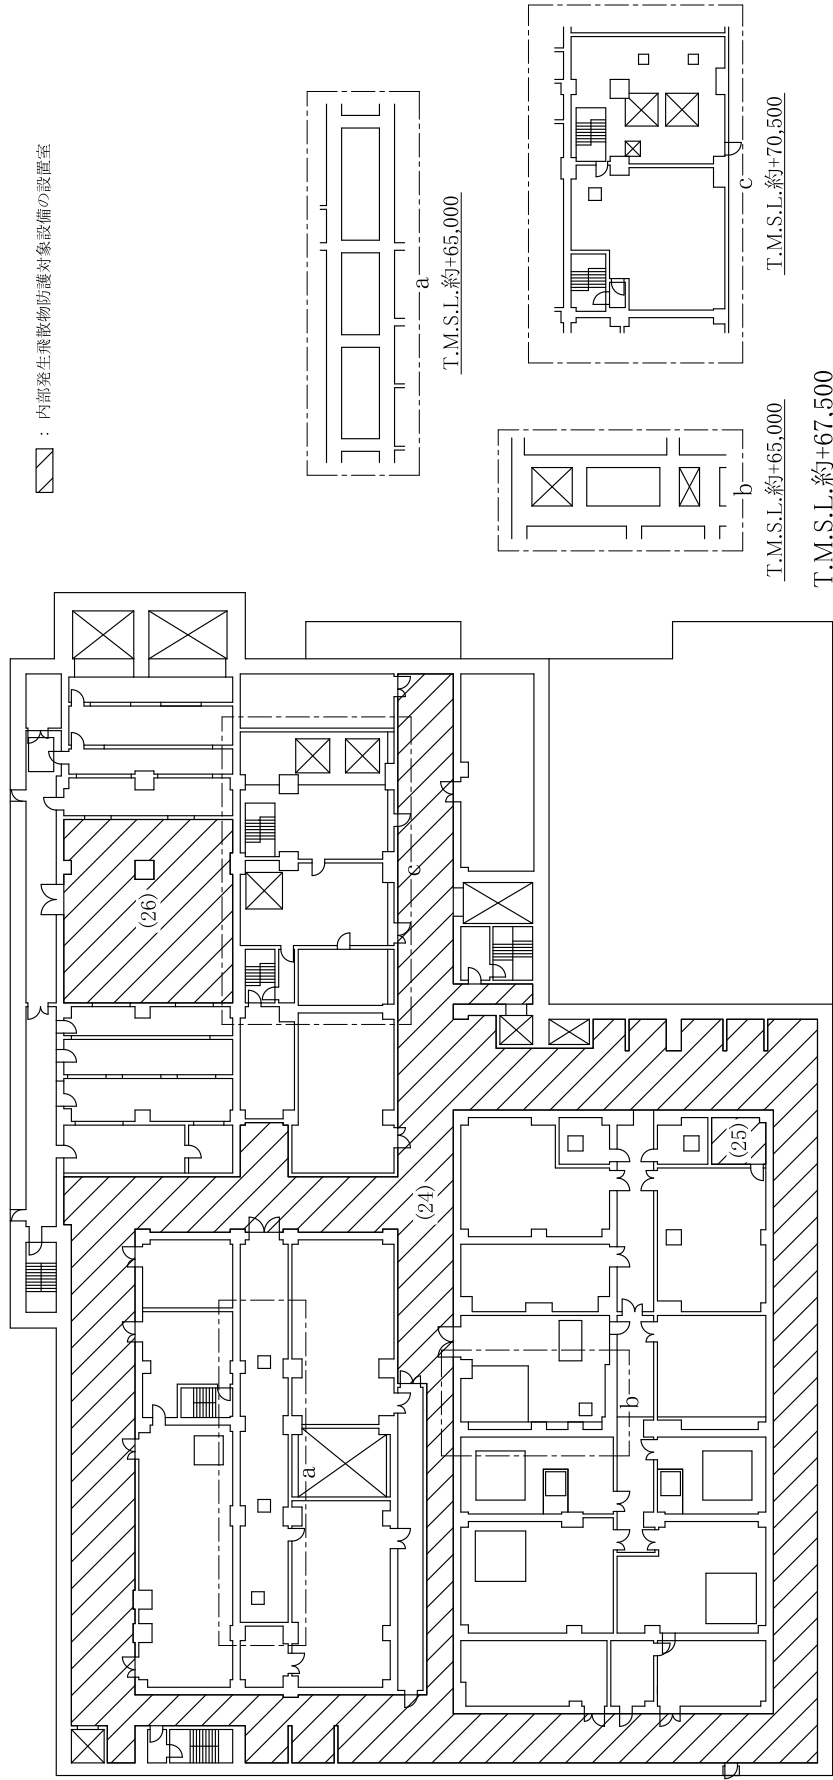 ： 内部発生飛散物防護対象設備の設置室
a
T.M.S.L.約+65,000
c
T.M.S.L.約+70,500
b
T.M.S.L.約+65,000
T.M.S.L.約+67,500
(26)
c
(24)
(25)
a
b